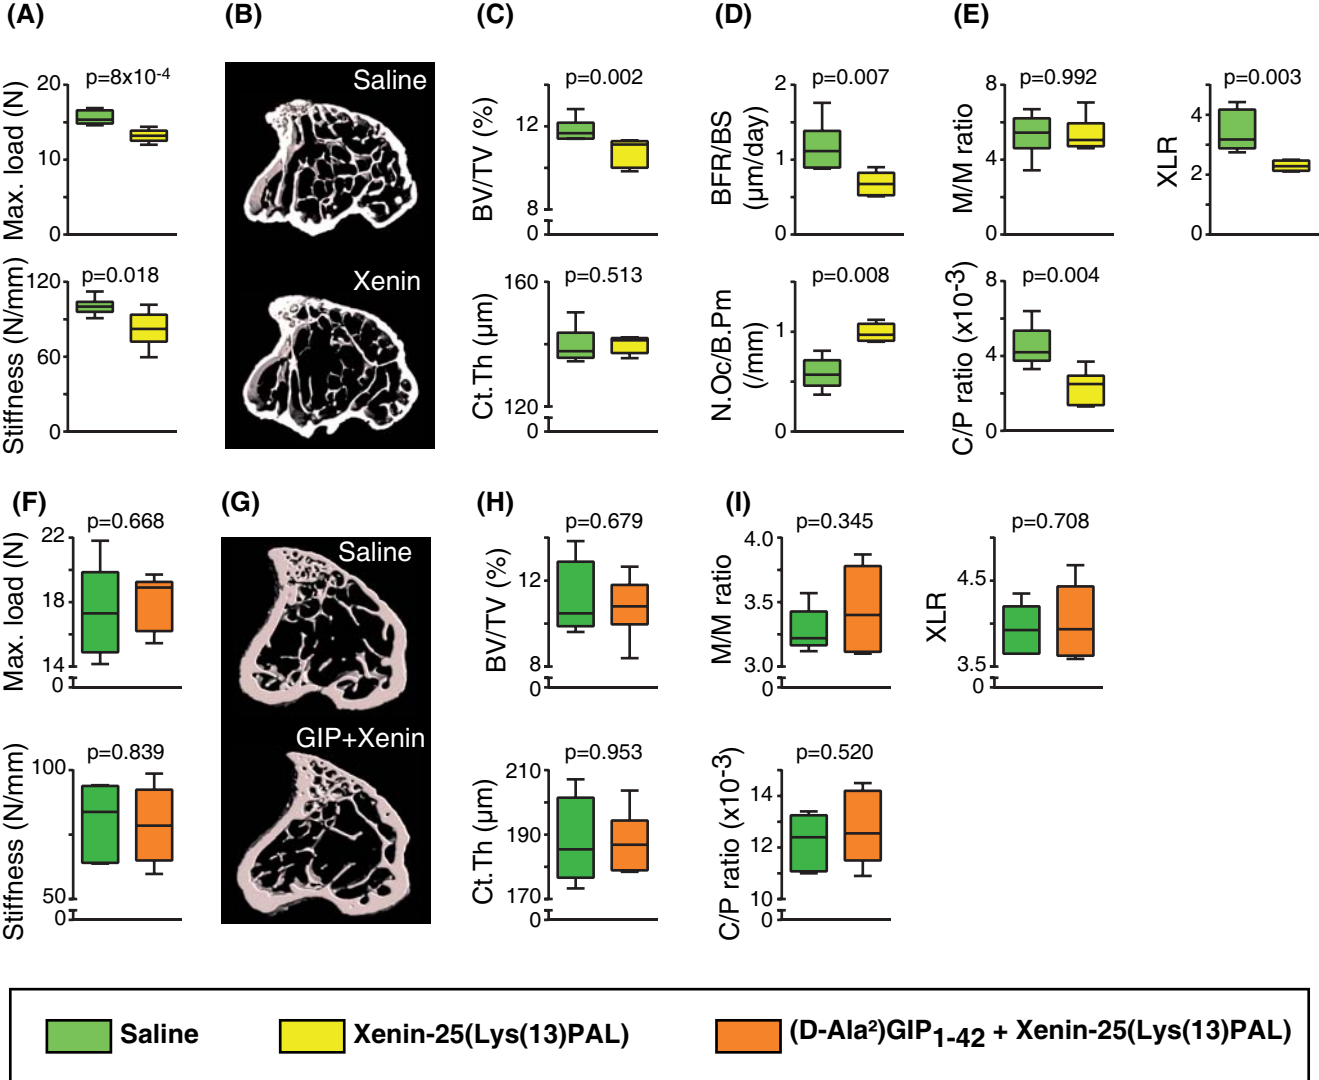 (A)
(B)
(C)
(D)
(E)
Max. load (N)
p=8x10-4
20
10
0
Stiffness (N/mm)
p=0.018
120
60
0
Saline
Xenin
BV/TV (%)
p=0.002
12
8
0
Ct.Th (µm)
p=0.513
160
120
0
BFR/BS
(µm/day)
p=0.007
2
1
0
N.Oc/B.Pm
(/mm)
p=0.008
1
0
M/M ratio
p=0.992
8
4
0
XLR
p=0.003
4
2
0
C/P ratio (x10-3)
p=0.004
8
4
0
(F)
(G)
(H)
(I)
Max. load (N)
p=0.668
22
18
14
0
Stiffness (N/mm)
p=0.839
100
50
0
Saline
GIP+Xenin
BV/TV (%)
p=0.679
12
8
0
Ct.Th (µm)
p=0.953
210
190
170
0
M/M ratio
p=0.345
4.0
3.5
3.0
0
XLR
p=0.708
4.5
3.5
0
C/P ratio (x10-3)
p=0.520
14
12
10
0
Saline
Xenin-25(Lys(13)PAL)
(D-Ala²)GIP1-42 + Xenin-25(Lys(13)PAL)